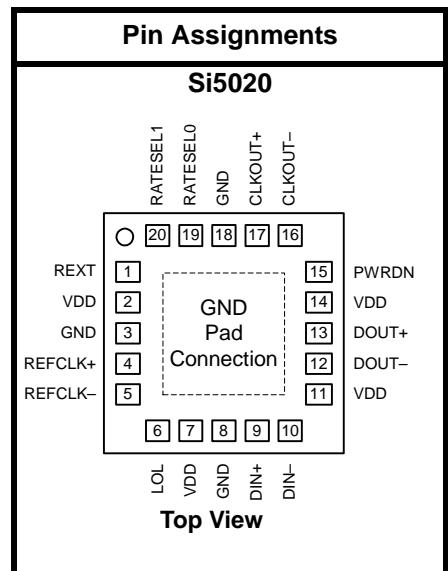 Pin Assignments
Si5020
RATESEL1
RATESEL0
GND
CLKOUT+
CLKOUT–
20 19 18 17 16
REXT 1
VDD 2
GND 3
REFCLK+ 4
REFCLK– 5
GND
Pad
Connection
15 PWRDN
14 VDD
13 DOUT+
12 DOUT–
11 VDD
6 7 8 9 10
LOL
VDD
GND
DIN+
DIN–
Top View